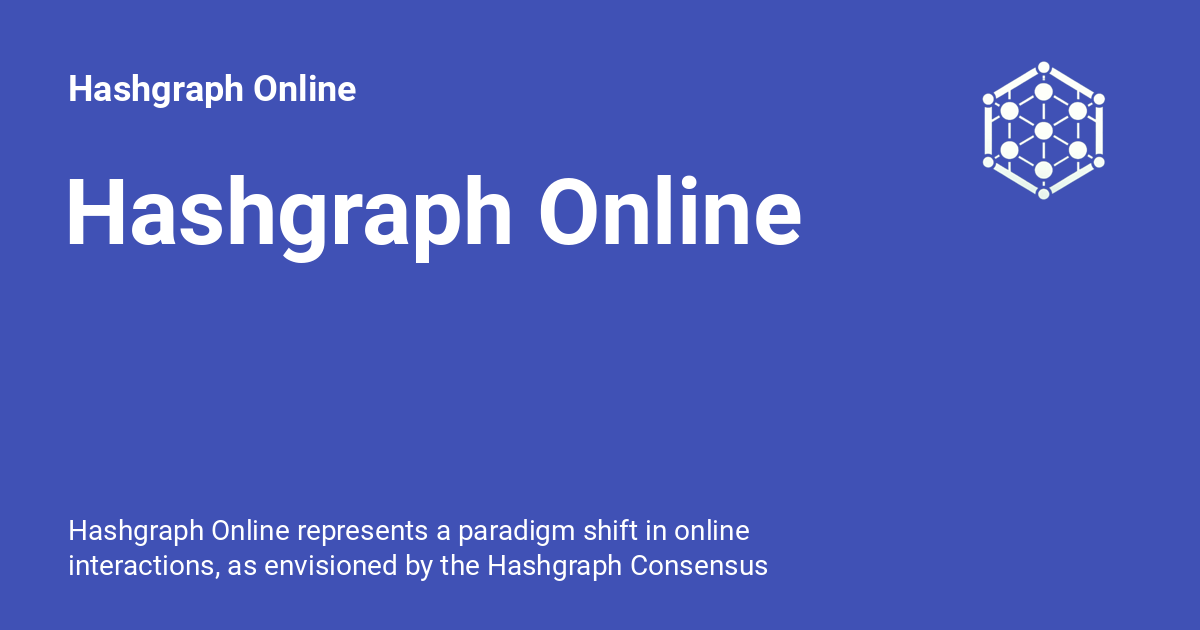 Hashgraph Online
Hashgraph Online
Hashgraph Online represents a paradigm shift in online
interactions, as envisioned by the Hashgraph Consensus